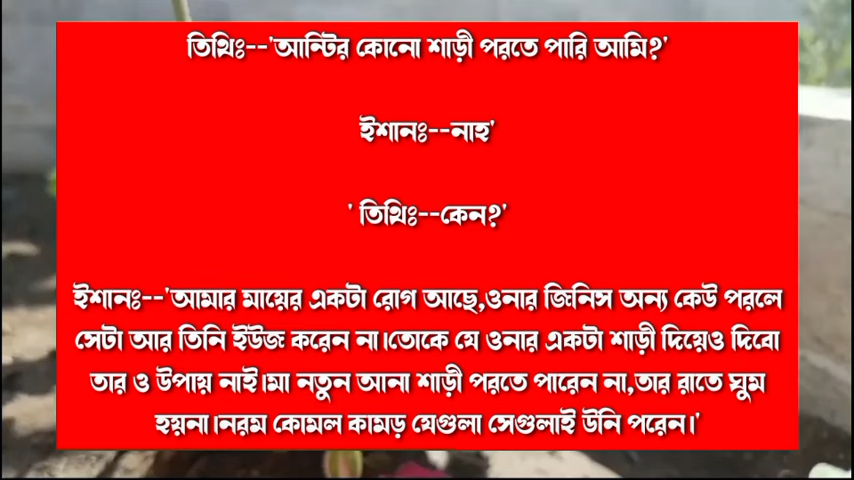 তিথিঃ--'আন্টির কোনো শাড়ী পরতে পারি আমি?'
ইশানঃ--নাহ'
' তিথিঃ--কেন?'
ইশানঃ--'আমার মায়ের একটা রোগ আছে,ওনার জিনিস অন্য কেউ পরলে
সেটা আর তিনি ইউজ করেন না।তোকে যে ওনার একটা শাড়ী দিয়েও দিবো
তার ও উপায় নাই।মা নতুন আনা শাড়ী পরতে পারেন না,তার রাতে ঘুম
হয়না।নরম কোমল কামড় যেগুলা সেগুলাই উনি পরেন।'